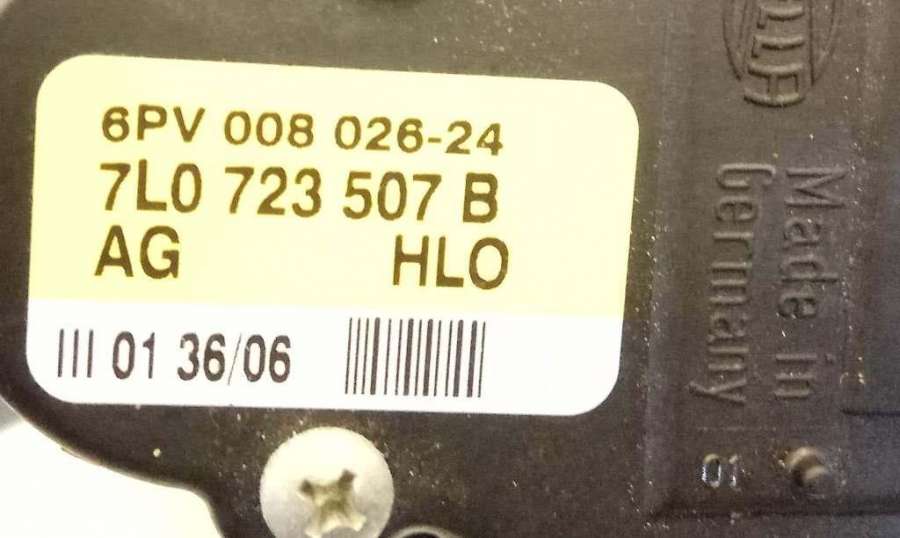 6PV 008 026-24
7L0 723 507 B
AG HLO
III 01 36/06
Made in
Germany
01